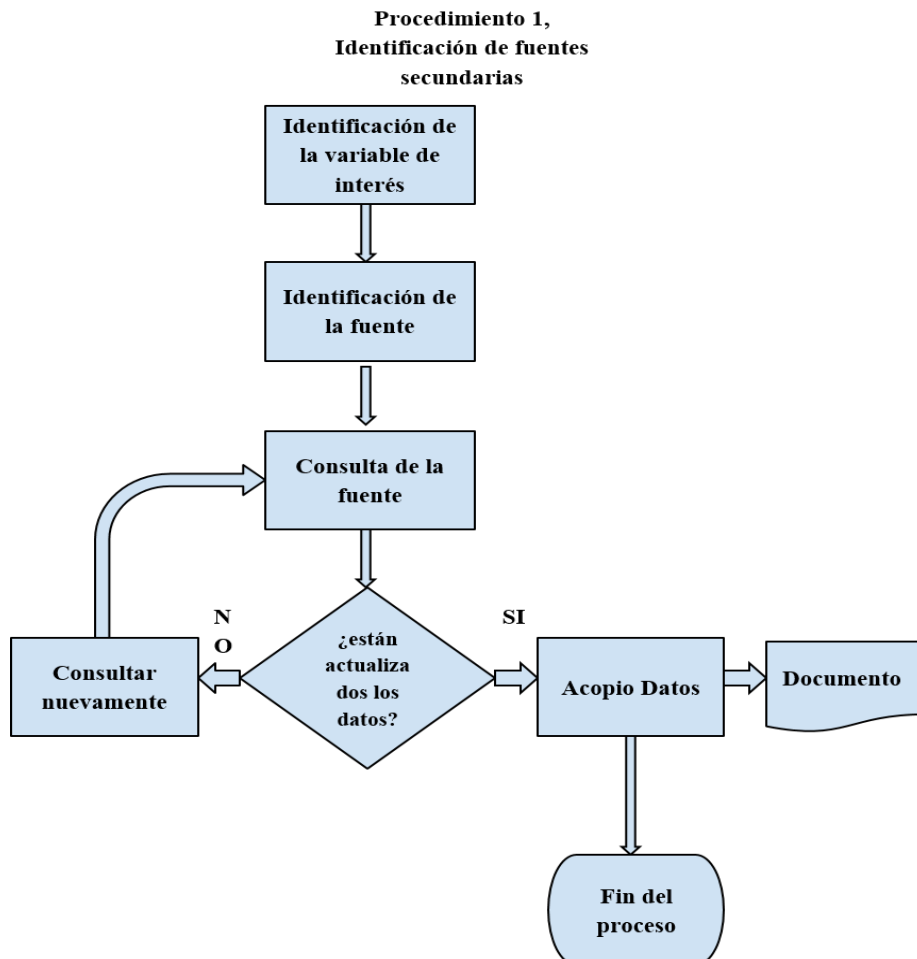 Procedimiento 1,
Identificación de fuentes
secundarias
Identificación de
la variable de
interés
Identificación de
la fuente
Consulta de la
fuente
N
O
SI
¿están
actualiza
dos los
datos?
Consultar
nuevamente
Acopio Datos
Documento
Fin del
proceso